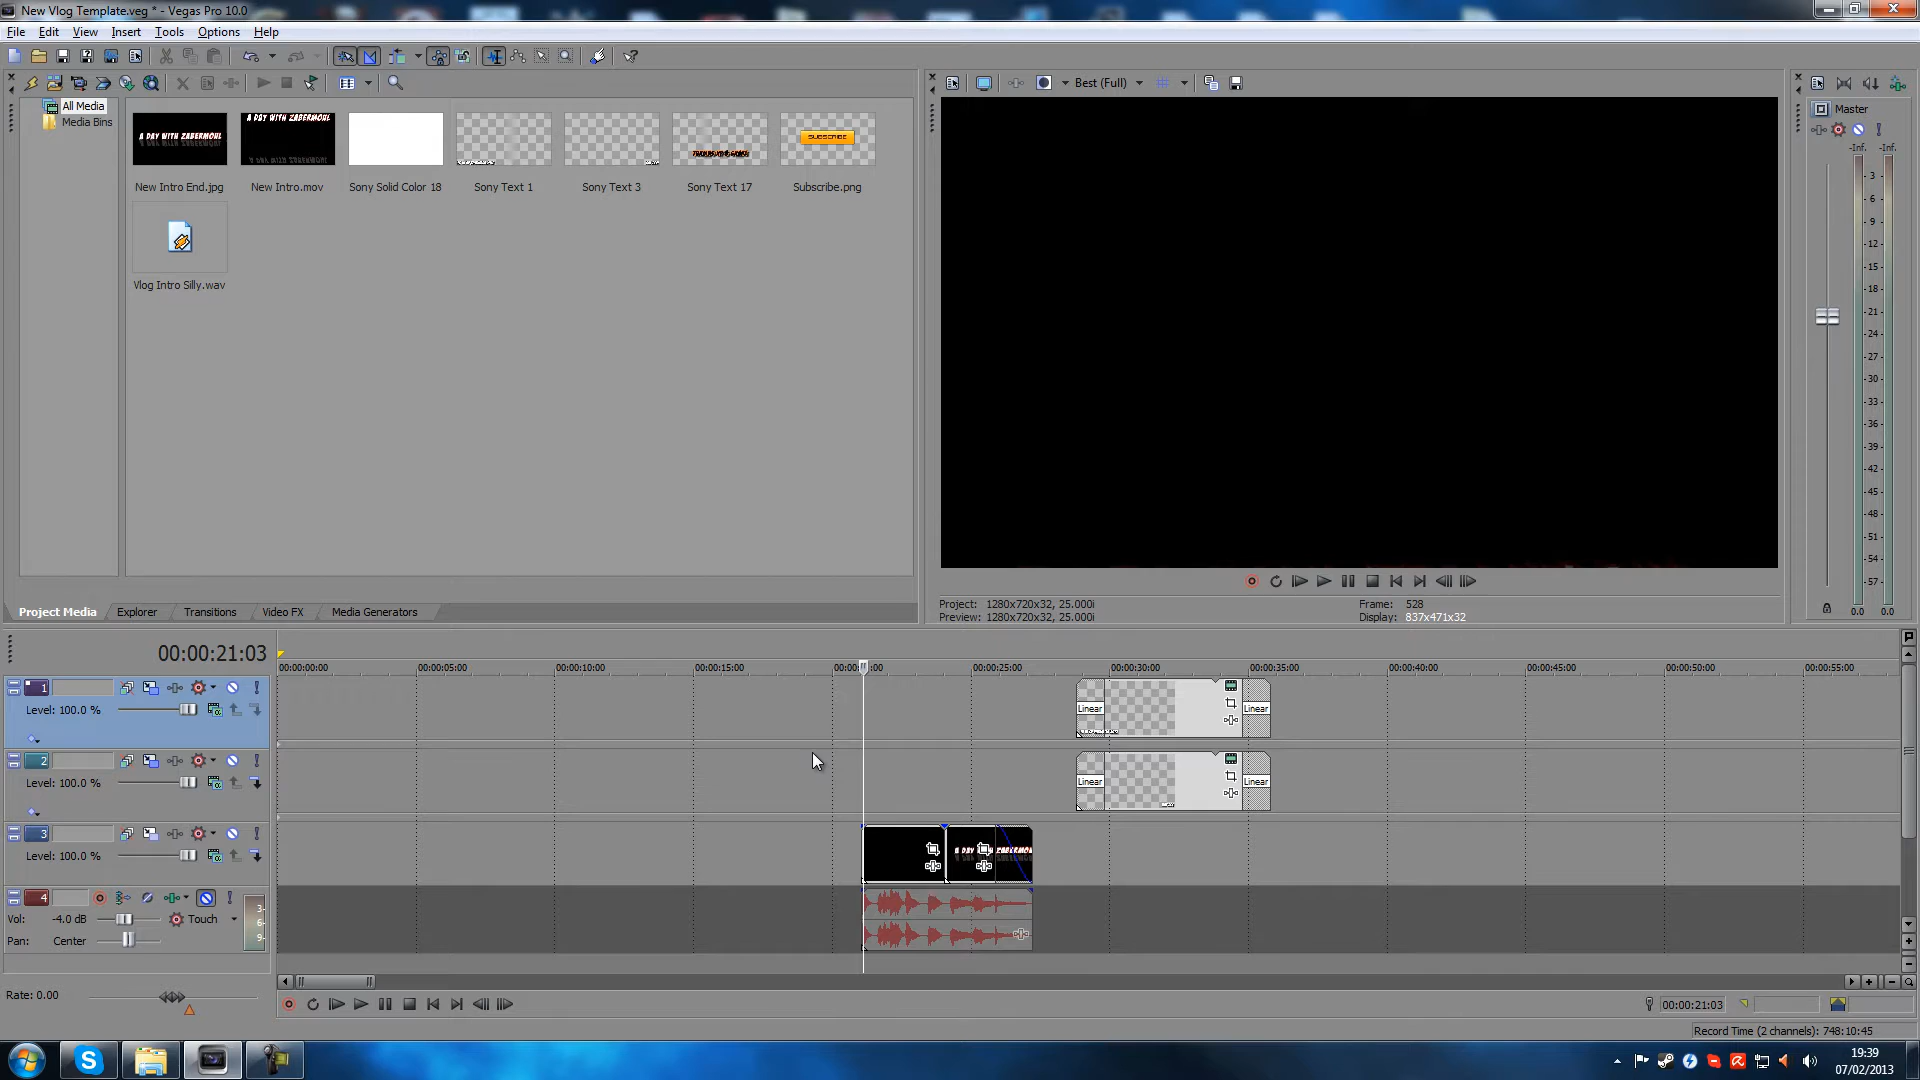 New Vlog Template.veg * - Vegas Pro 10.0
File Edit View Insert Tools Options Help
Best (Full)
All Media
Media Bins
A DAY WITH ZABERMOHL
A DAY WITH ZABERMOHL
SUBSCRIBE
New Intro End.jpg
New Intro.mov
Sony Solid Color 18
Sony Text 1
Sony Text 3
Sony Text 17
Subscribe.png
Vlog Intro Silly.wav
Master
-Inf. -Inf.
3
6
9
12
15
18
21
24
27
30
33
36
39
42
45
48
51
54
57
0.0 0.0
Project Media Explorer Transitions Video FX Media Generators
Project: 1280x720x32, 25.000i
Preview: 1280x720x32, 25.000i
Frame: 528
Display: 837x471x32
00:00:21:03
00:00:00:00 00:00:05:00 00:00:10:00 00:00:15:00 00:00: :00 00:00:25:00 00:00:30:00 00:00:35:00 00:00:40:00 00:00:45:00 00:00:50:00 00:00:55:00
1
Level: 100.0 %
Linear Linear
2
Level: 100.0 %
Linear Linear
3
Level: 100.0 %
4
Vol: -4.0 dB Touch
Pan: Center
3
6
9
Rate: 0.00
00:00:21:03
Record Time (2 channels): 748:10:45
19:39
07/02/2013